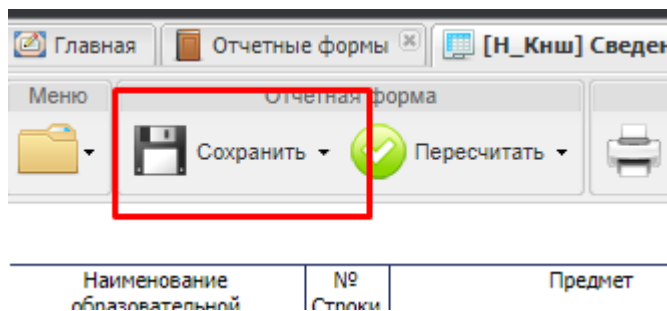 Главная Отчетные формы [Н_Кнш] Сведен
Меню Отчетная форма
Сохранить Пересчитать
Наименование № Предмет
образовательной Строки